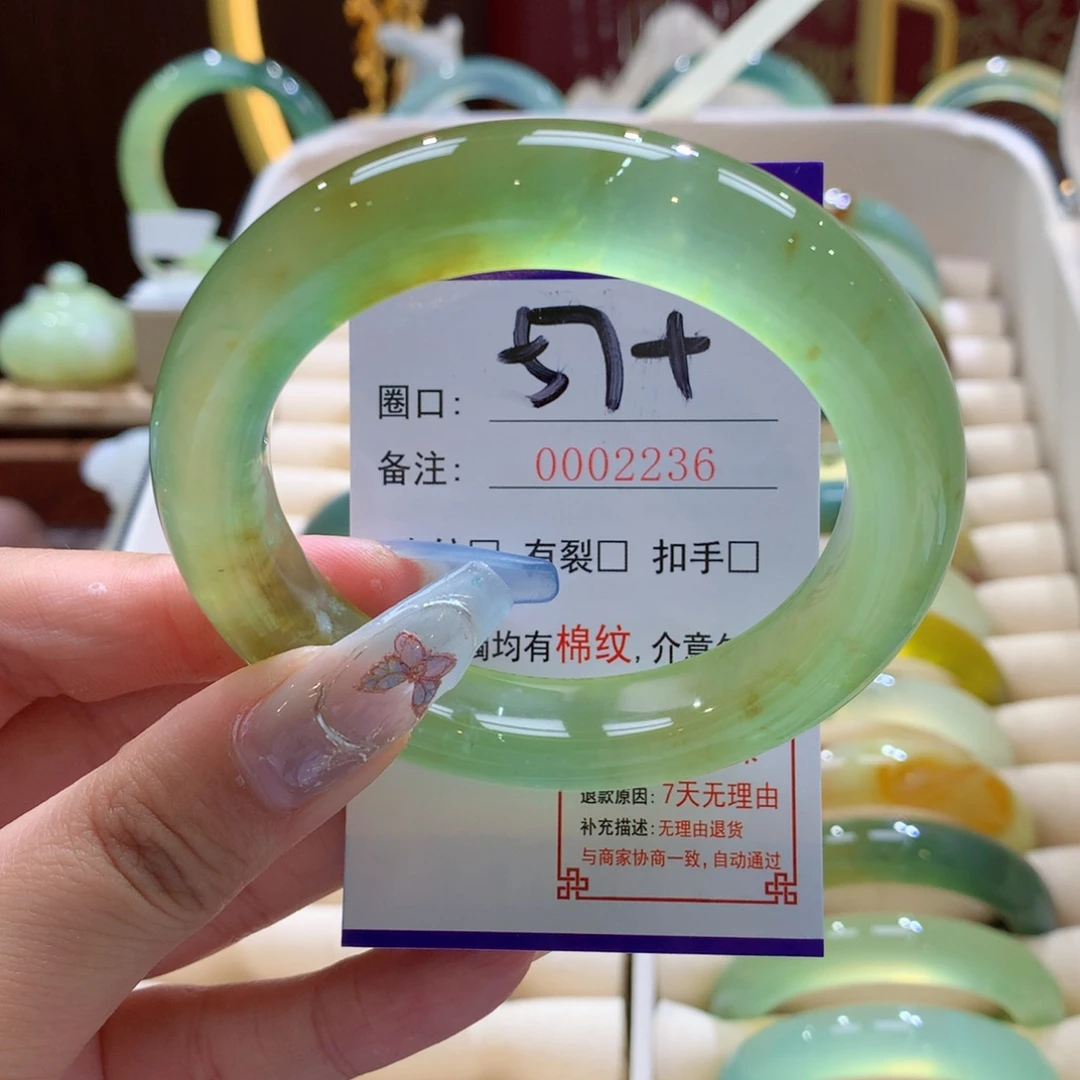 圈口: 57+
备注: 0002236
有裂□ 扣手□
均有棉纹, 介意
退款原因: 7天无理由
补充描述: 无理由退货
与商家协商一致, 自动通过